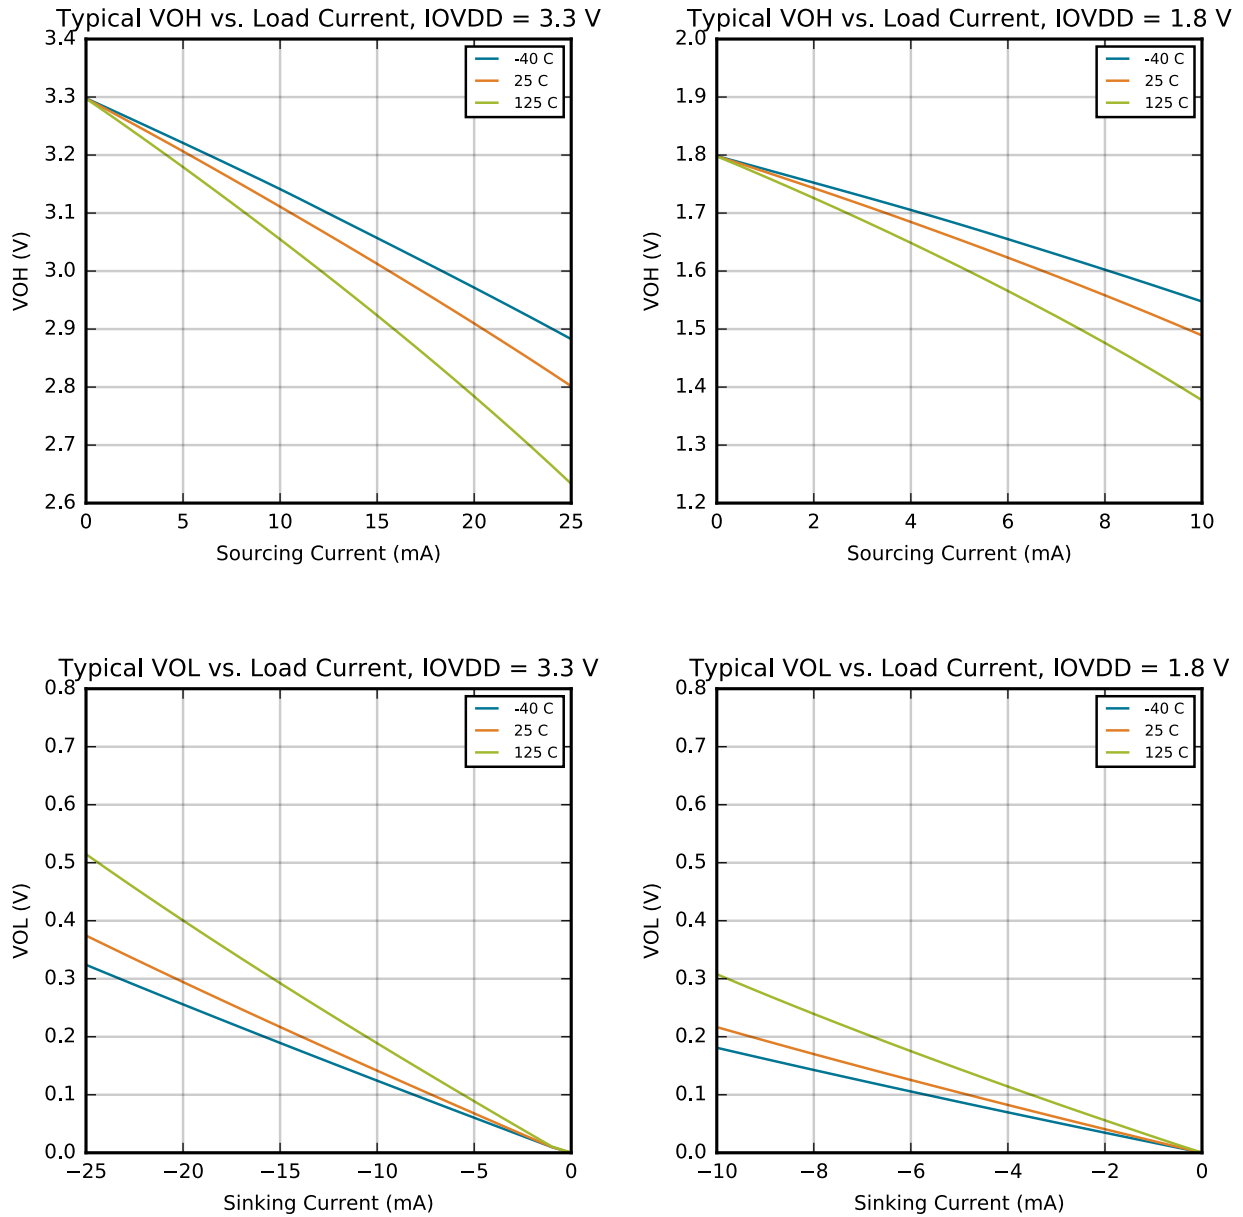 Typical VOH vs. Load Current, IOVDD = 3.3 V
3.4
3.3
3.2
3.1
3.0
2.9
2.8
2.7
2.6
VOH (V)
0 5 10 15 20 25
Sourcing Current (mA)
-40 C
25 C
125 C
Typical VOH vs. Load Current, IOVDD = 1.8 V
2.0
1.9
1.8
1.7
1.6
1.5
1.4
1.3
1.2
VOH (V)
0 2 4 6 8 10
Sourcing Current (mA)
-40 C
25 C
125 C
Typical VOL vs. Load Current, IOVDD = 3.3 V
0.8
0.7
0.6
0.5
0.4
0.3
0.2
0.1
0.0
VOL (V)
−25 −20 −15 −10 −5 0
Sinking Current (mA)
-40 C
25 C
125 C
Typical VOL vs. Load Current, IOVDD = 1.8 V
0.8
0.7
0.6
0.5
0.4
0.3
0.2
0.1
0.0
VOL (V)
−10 −8 −6 −4 −2 0
Sinking Current (mA)
-40 C
25 C
125 C